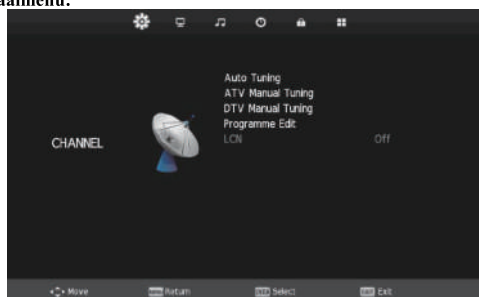 CHANNEL
Auto Tuning
ATV Manual Tuning
DTV Manual Tuning
Programme Edit
LCN Off
Move Return Select Exit